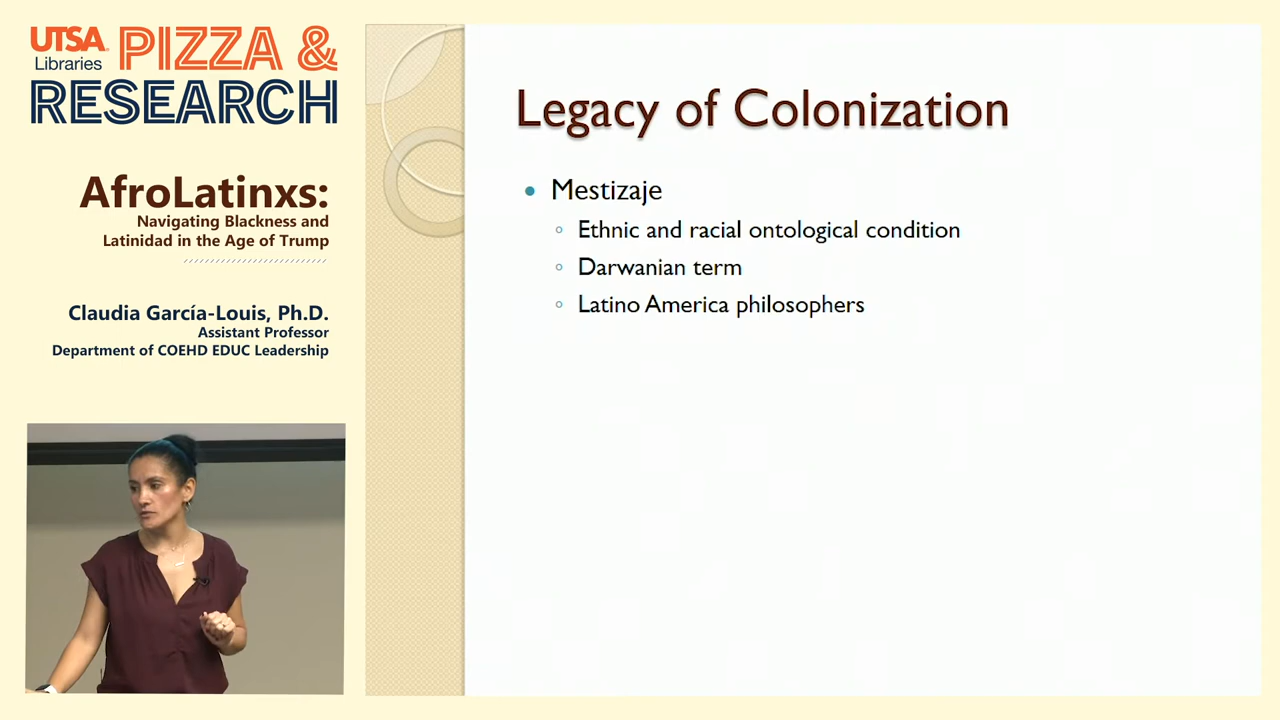 UTSA
Libraries
PIZZA &
RESEARCH
AfroLatinxs:
Navigating Blackness and
Latinidad in the Age of Trump
Claudia García-Louis, Ph.D.
Assistant Professor
Department of COEHD EDUC Leadership
Legacy of Colonization
• Mestizaje
◦ Ethnic and racial ontological condition
◦ Darwanian term
◦ Latino America philosophers